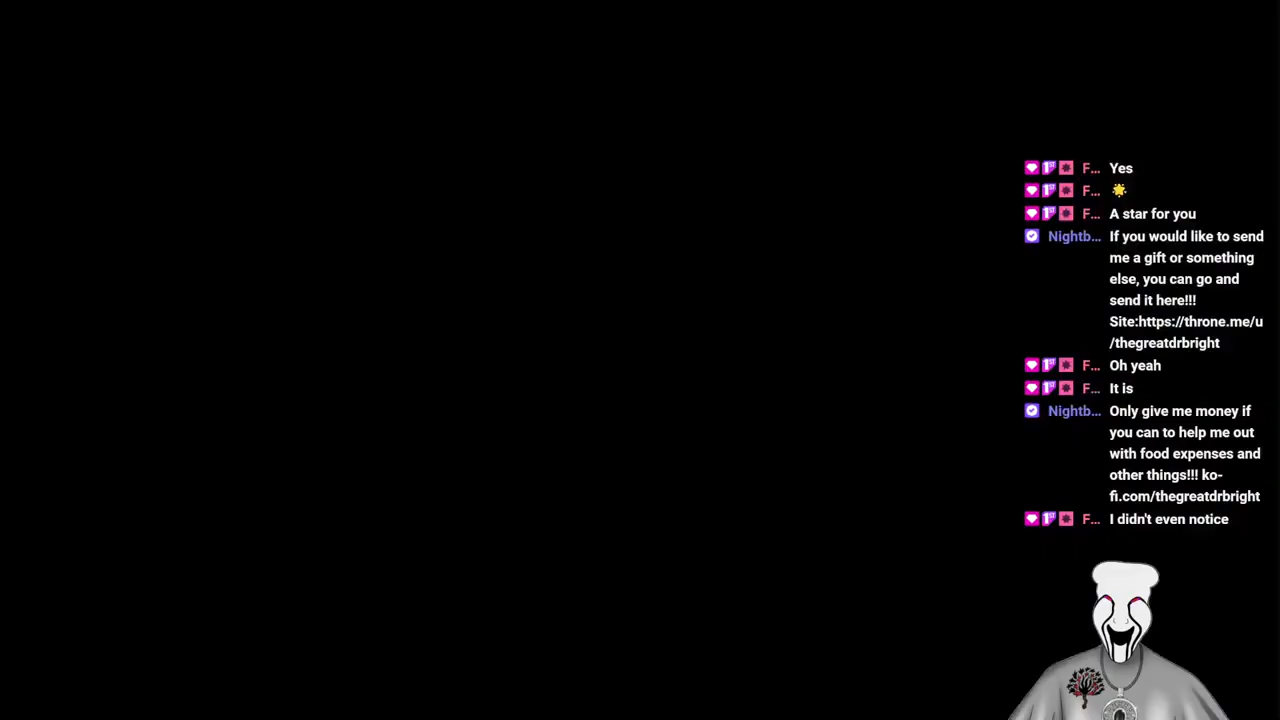 F... Yes
F... 🌟
F... A star for you
Nightb... If you would like to send
me a gift or something
else, you can go and
send it here!!!
Site:https://throne.me/u
/thegreatdrbright
F... Oh yeah
F... It is
Nightb... Only give me money if
you can to help me out
with food expenses and
other things!!! ko-
fi.com/thegreatdrbright
F... I didn't even notice